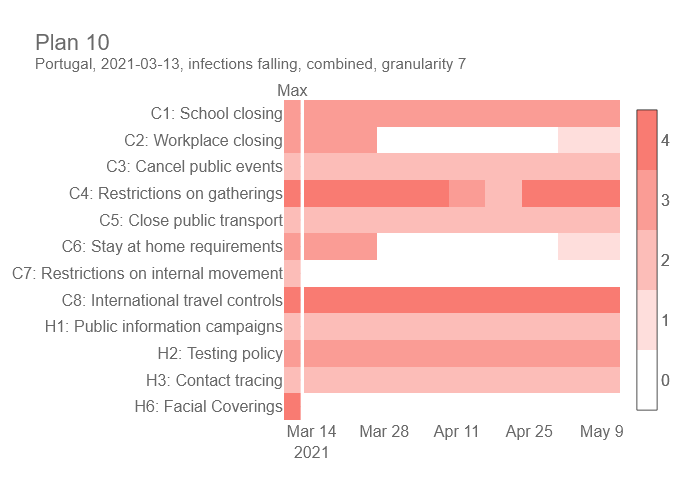 Plan 10
Portugal, 2021-03-13, infections falling, combined, granularity 7
Max
C1: School closing
C2: Workplace closing
C3: Cancel public events
C4: Restrictions on gatherings
C5: Close public transport
C6: Stay at home requirements
C7: Restrictions on internal movement
C8: International travel controls
H1: Public information campaigns
H2: Testing policy
H3: Contact tracing
H6: Facial Coverings
Mar 14 Mar 28 Apr 11 Apr 25 May 9
2021
4
3
2
1
0